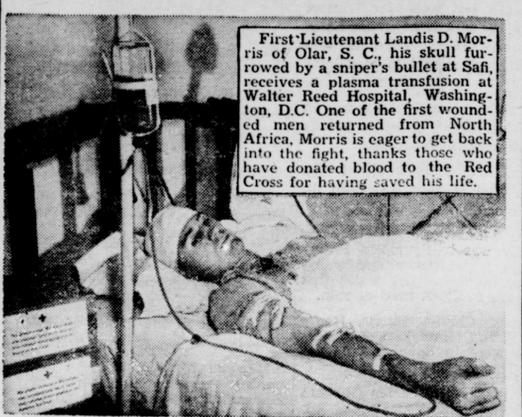 First Lieutenant Landis D. Mor-
ris of Olar, S. C., his skull fur-
rowed by a sniper's bullet at Safi,
receives a plasma transfusion at
Walter Reed Hospital, Washing-
ton, D.C. One of the first wound-
ed men returned from North
Africa, Morris is eager to get back
into the fight, thanks those who
have donated blood to the Red
Cross for having saved his life.